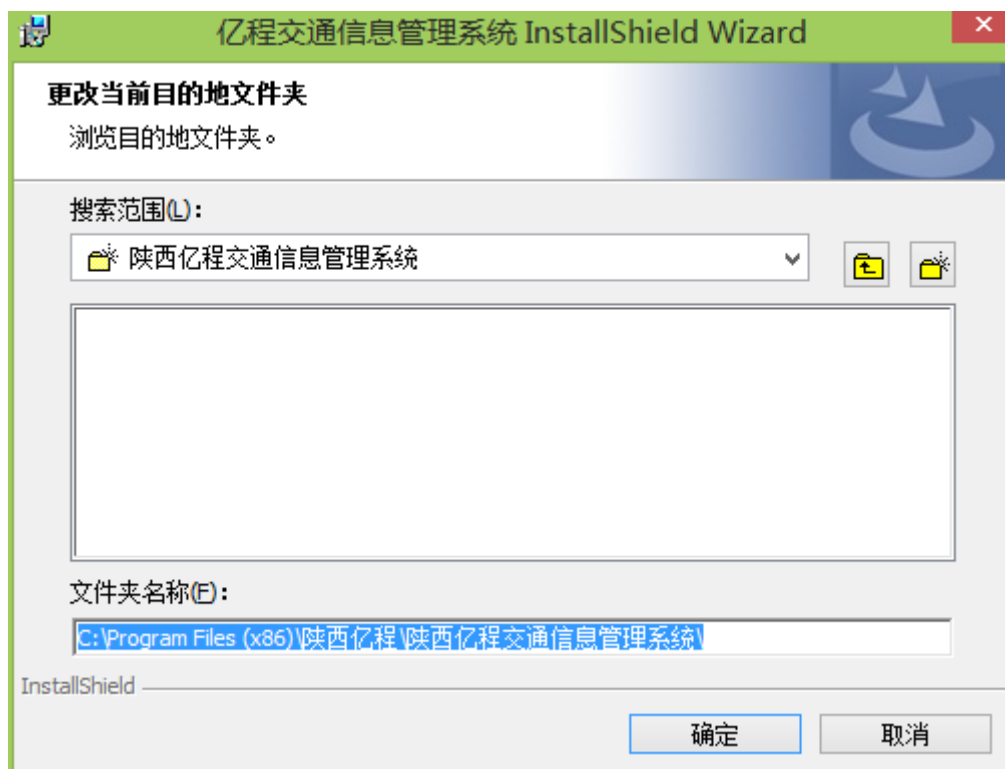 亿程交通信息管理系统 InstallShield Wizard
更改当前目的地文件夹
浏览目的地文件夹。
搜索范围(L):
陕西亿程交通信息管理系统
文件夹名称(F):
C:\Program Files (x86)\陕西亿程\陕西亿程交通信息管理系统\
InstallShield
确定
取消